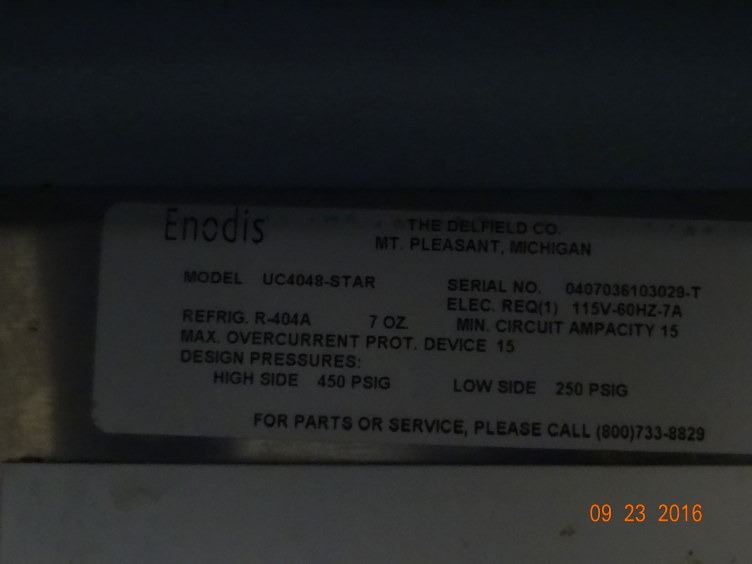 Enodis
THE DELFIELD CO.
MT. PLEASANT, MICHIGAN
MODEL UC4048-STAR
SERIAL NO. 0407036103029-T
ELEC. REQ(1) 115V-60HZ-7A
REFRIG. R-404A 7 OZ. MIN. CIRCUIT AMPACITY 15
MAX. OVERCURRENT PROT. DEVICE 15
DESIGN PRESSURES:
HIGH SIDE 450 PSIG LOW SIDE 250 PSIG
FOR PARTS OR SERVICE, PLEASE CALL (800)733-8829
09 23 2016